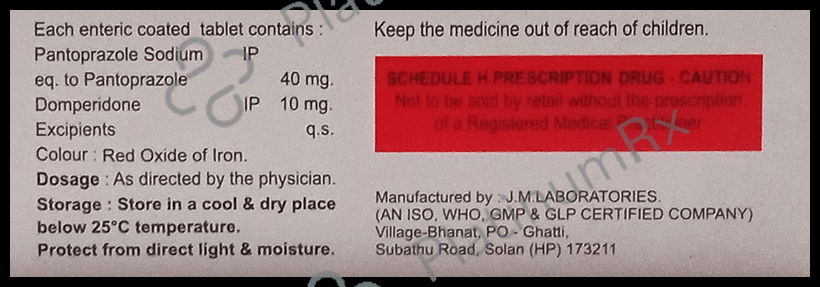 Each enteric coated tablet contains :
Pantoprazole Sodium IP
eq. to Pantoprazole 40 mg.
Domperidone IP 10 mg.
Excipients q.s.
Colour : Red Oxide of Iron.
Dosage : As directed by the physician.
Storage : Store in a cool & dry place
below 25°C temperature.
Protect from direct light & moisture.
Keep the medicine out of reach of children.
SCHEDULE H PRESCRIPTION DRUG - CAUTION
Not to be sold by retail without the prescription
of a Registered Medical Practitioner
Manufactured by : J.M.LABORATORIES.
(AN ISO, WHO, GMP & GLP CERTIFIED COMPANY)
Village-Bhanat, PO - Ghatti,
Subathu Road, Solan (HP) 173211
PlatinumRx